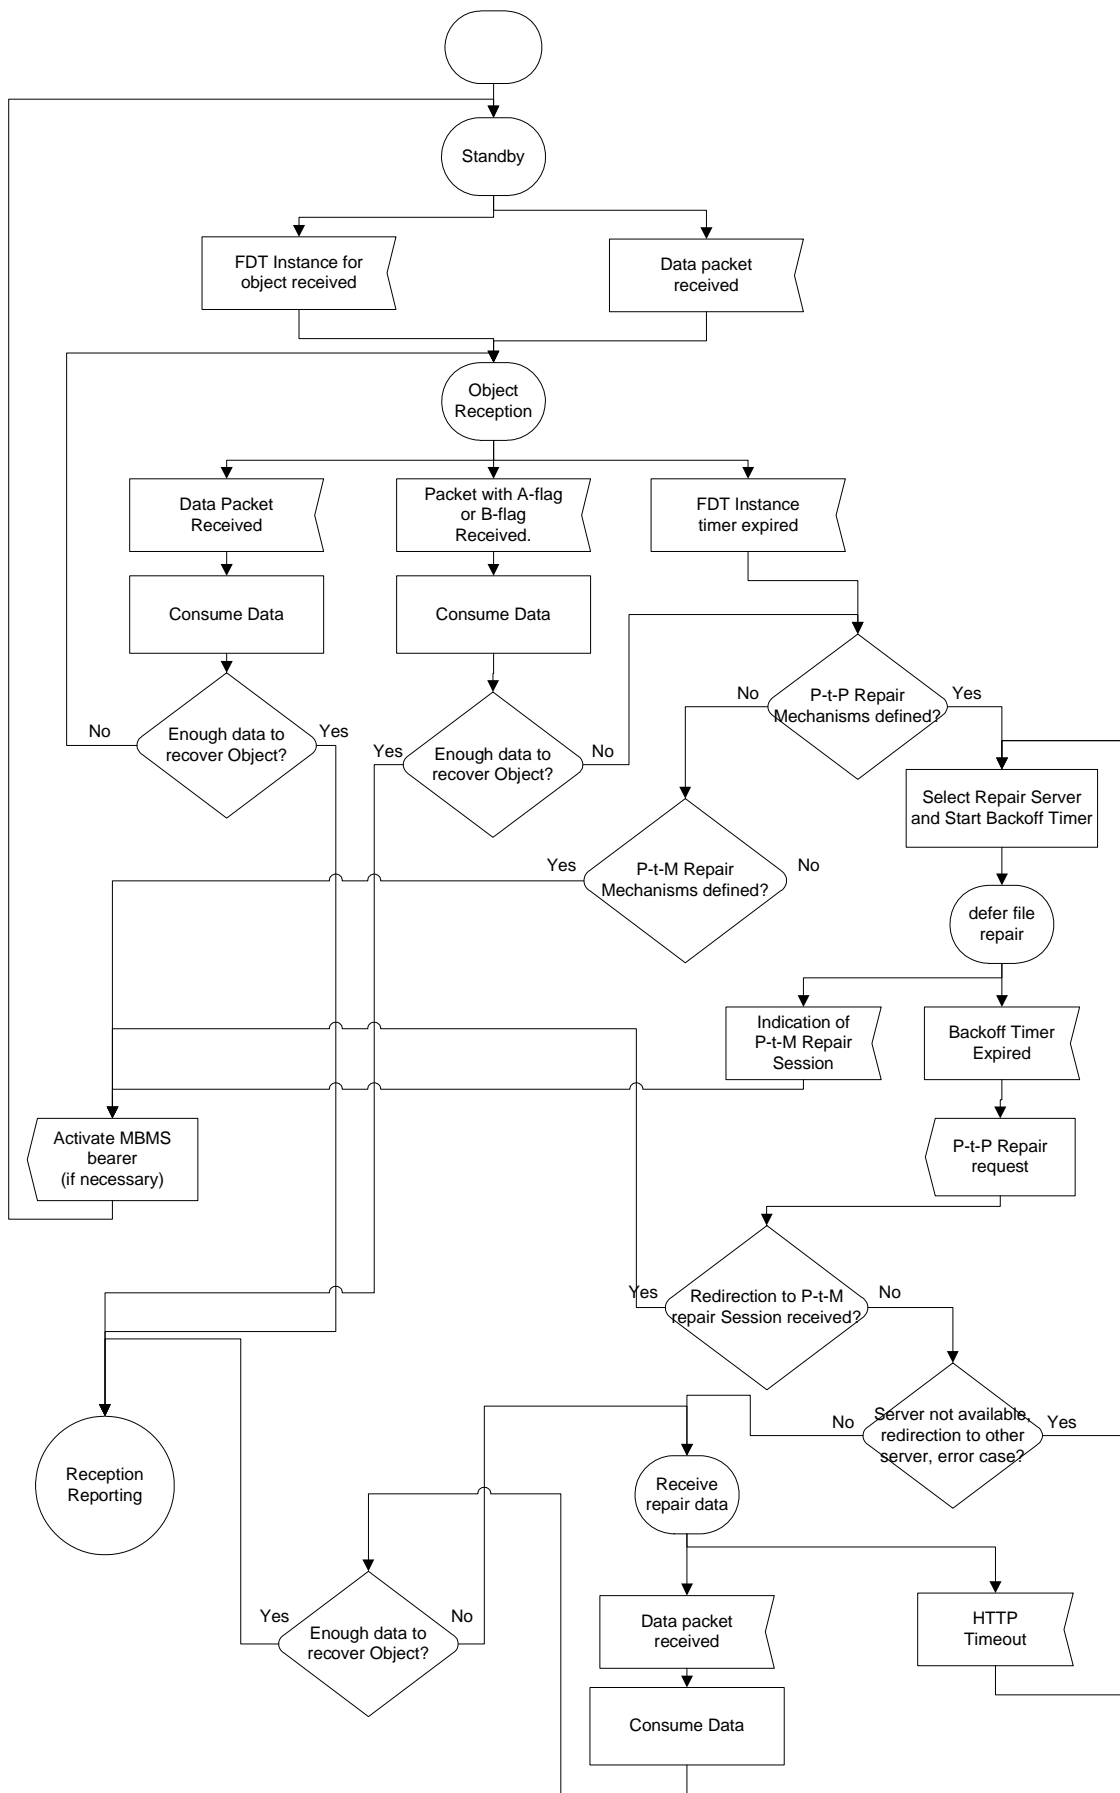 Standby
FDT Instance for
object received
Data packet
received
Object
Reception
Data Packet
Received
Packet with A-flag
or B-flag
Received.
FDT Instance
timer expired
Consume Data
Consume Data
No
Enough data to
recover Object?
Yes
Yes
Enough data to
recover Object?
No
No
P-t-P Repair
Mechanisms defined?
Yes
Select Repair Server
and Start Backoff Timer
Yes
P-t-M Repair
Mechanisms defined?
No
defer file
repair
Indication of
P-t-M Repair
Session
Backoff Timer
Expired
Activate MBMS
bearer
(if necessary)
P-t-P Repair
request
Yes
Redirection to P-t-M
repair Session received?
No
No
Server not available,
redirection to other
server, error case?
Yes
Reception
Reporting
Receive
repair data
Yes
Enough data to
recover Object?
No
Data packet
received
HTTP
Timeout
Consume Data